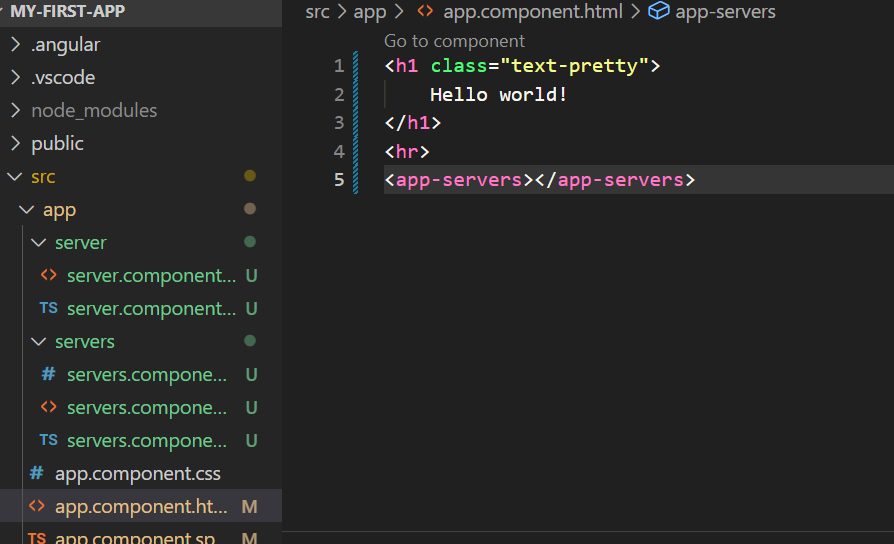 MY-FIRST-APP
.angular
.vscode
node_modules
public
src
app
server
<> server.component... U
TS server.component... U
servers
# servers.compone... U
<> servers.compone... U
TS servers.compone... U
# app.component.css
<> app.component.ht... M
TS app.component.sp... M
src > app > <> app.component.html > app-servers
Go to component
1 <h1 class="text-pretty">
2 Hello world!
3 </h1>
4 <hr>
5 <app-servers></app-servers>